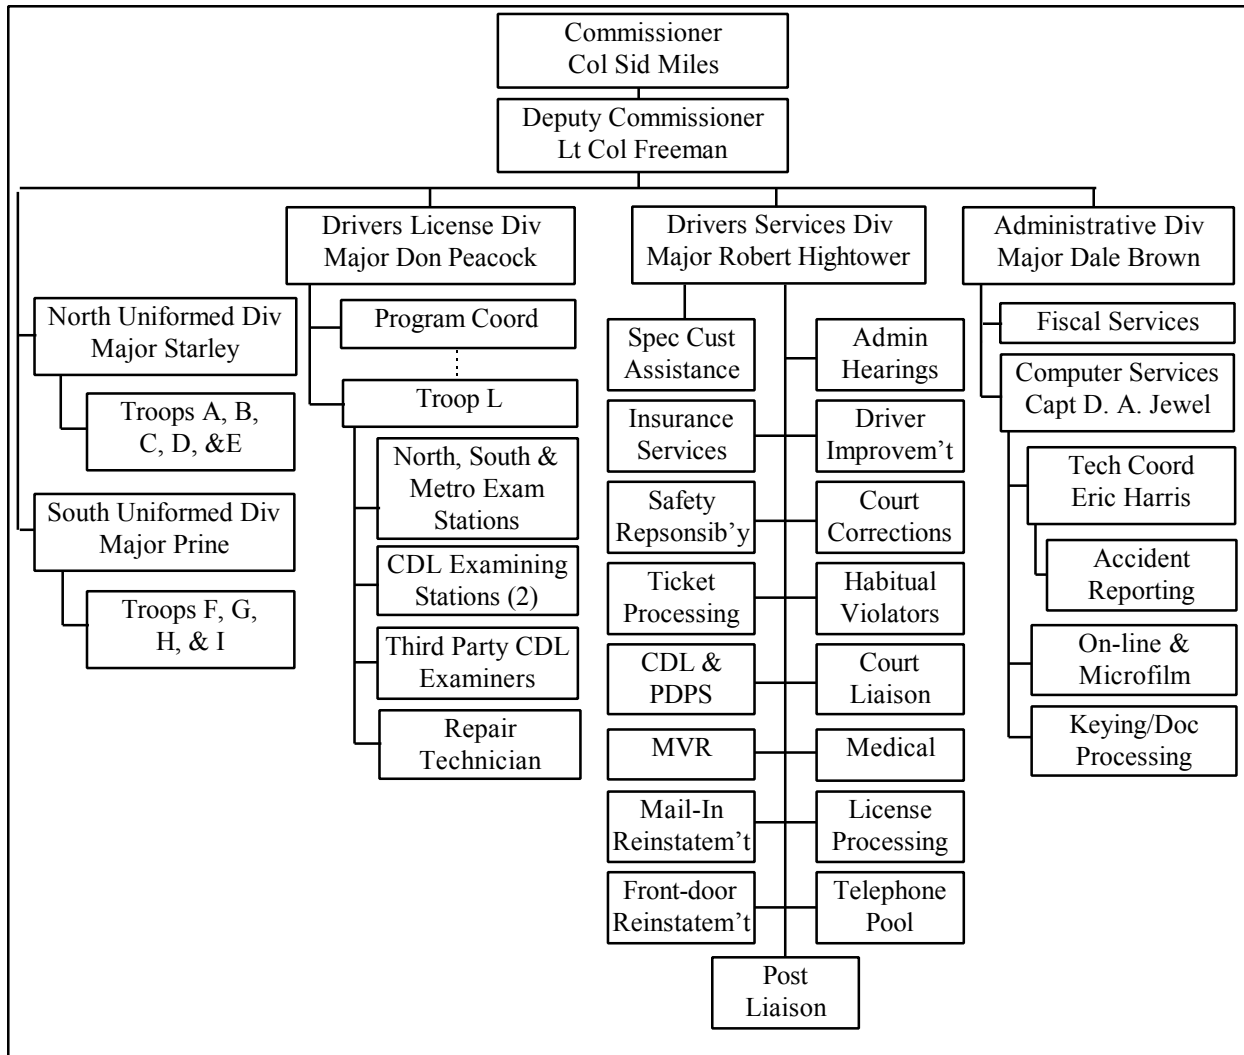 Commissioner
Col Sid Miles
Deputy Commissioner
Lt Col Freeman
Drivers License Div
Major Don Peacock
Drivers Services Div
Major Robert Hightower
Administrative Div
Major Dale Brown
North Uniformed Div
Major Starley
Troops A, B,
C, D, &E
South Uniformed Div
Major Prine
Troops F, G,
H, & I
Program Coord
Troop L
North, South &
Metro Exam
Stations
CDL Examining
Stations (2)
Third Party CDL
Examiners
Repair
Technician
Spec Cust
Assistance
Admin
Hearings
Insurance
Services
Driver
Improvem’t
Safety
Repsonsib’y
Court
Corrections
Ticket
Processing
Habitual
Violators
CDL &
PDPS
Court
Liaison
MVR
Medical
Mail-In
Reinstatem’t
License
Processing
Front-door
Reinstatem’t
Telephone
Pool
Post
Liaison
Fiscal Services
Computer Services
Capt D. A. Jewel
Tech Coord
Eric Harris
Accident
Reporting
On-line &
Microfilm
Keying/Doc
Processing